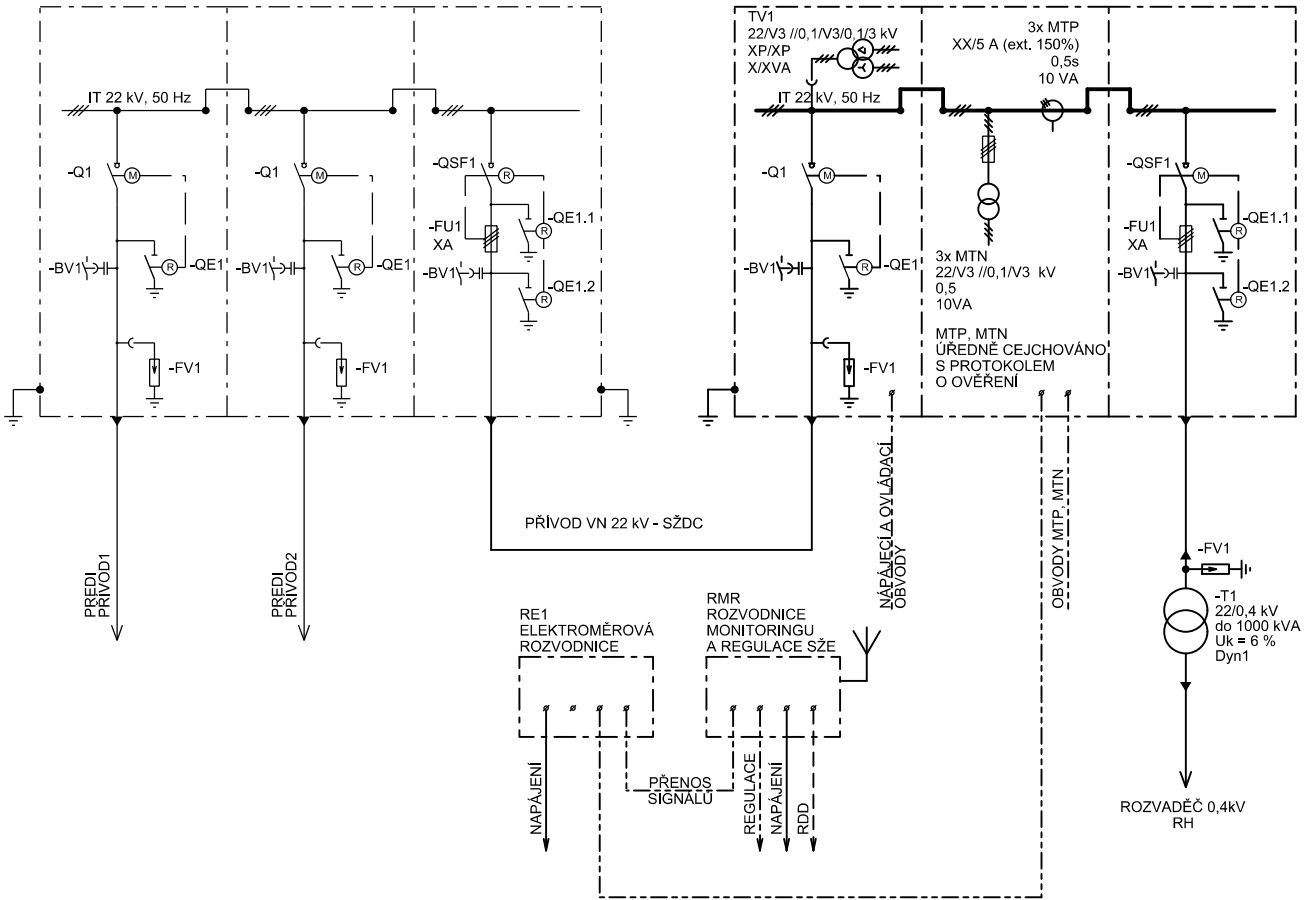 IT 22 kV, 50 Hz
-Q1
M
-BV1
R
-QE1
-FV1
-Q1
M
-BV1
R
-QE1
-FV1
-QSF1
R
-FU1
XA
-QE1.1
R
-BV1
-QE1.2
R
TV1
22/V3 //0,1/V3/0,1/3 kV
XP/XP
X/XVA
IT 22 kV, 50 Hz
-Q1
M
-BV1
R
-QE1
-FV1
3x MTP
XX/5 A (ext. 150%)
0,5s
10 VA
3x MTN
22/V3 //0,1/V3 kV
0,5
10VA
MTP, MTN
ÚŘEDNĚ CEJCHOVÁNO
S PROTOKOLEM
O OVĚŘENÍ
-QSF1
M
-FU1
XA
-QE1.1
R
-BV1
-QE1.2
R
PREDI
PŘÍVOD1
PREDI
PŘÍVOD2
PŘÍVOD VN 22 kV - SŽDC
NAPÁJECÍ A OVLÁDACÍ
OBVODY
OBVODY MTP, MTN
-FV1
-T1
22/0,4 kV
do 1000 kVA
Uk = 6 %
Dyn1
RE1
ELEKTROMĚROVÁ
ROZVODNICE
RMR
ROZVODNICE
MONITORINGU
A REGULACE SŽE
NAPÁJENÍ
PŘENOS
SIGNÁLŮ
REGULACE
NAPÁJENÍ
RDD
ROZVADĚČ 0,4kV
RH